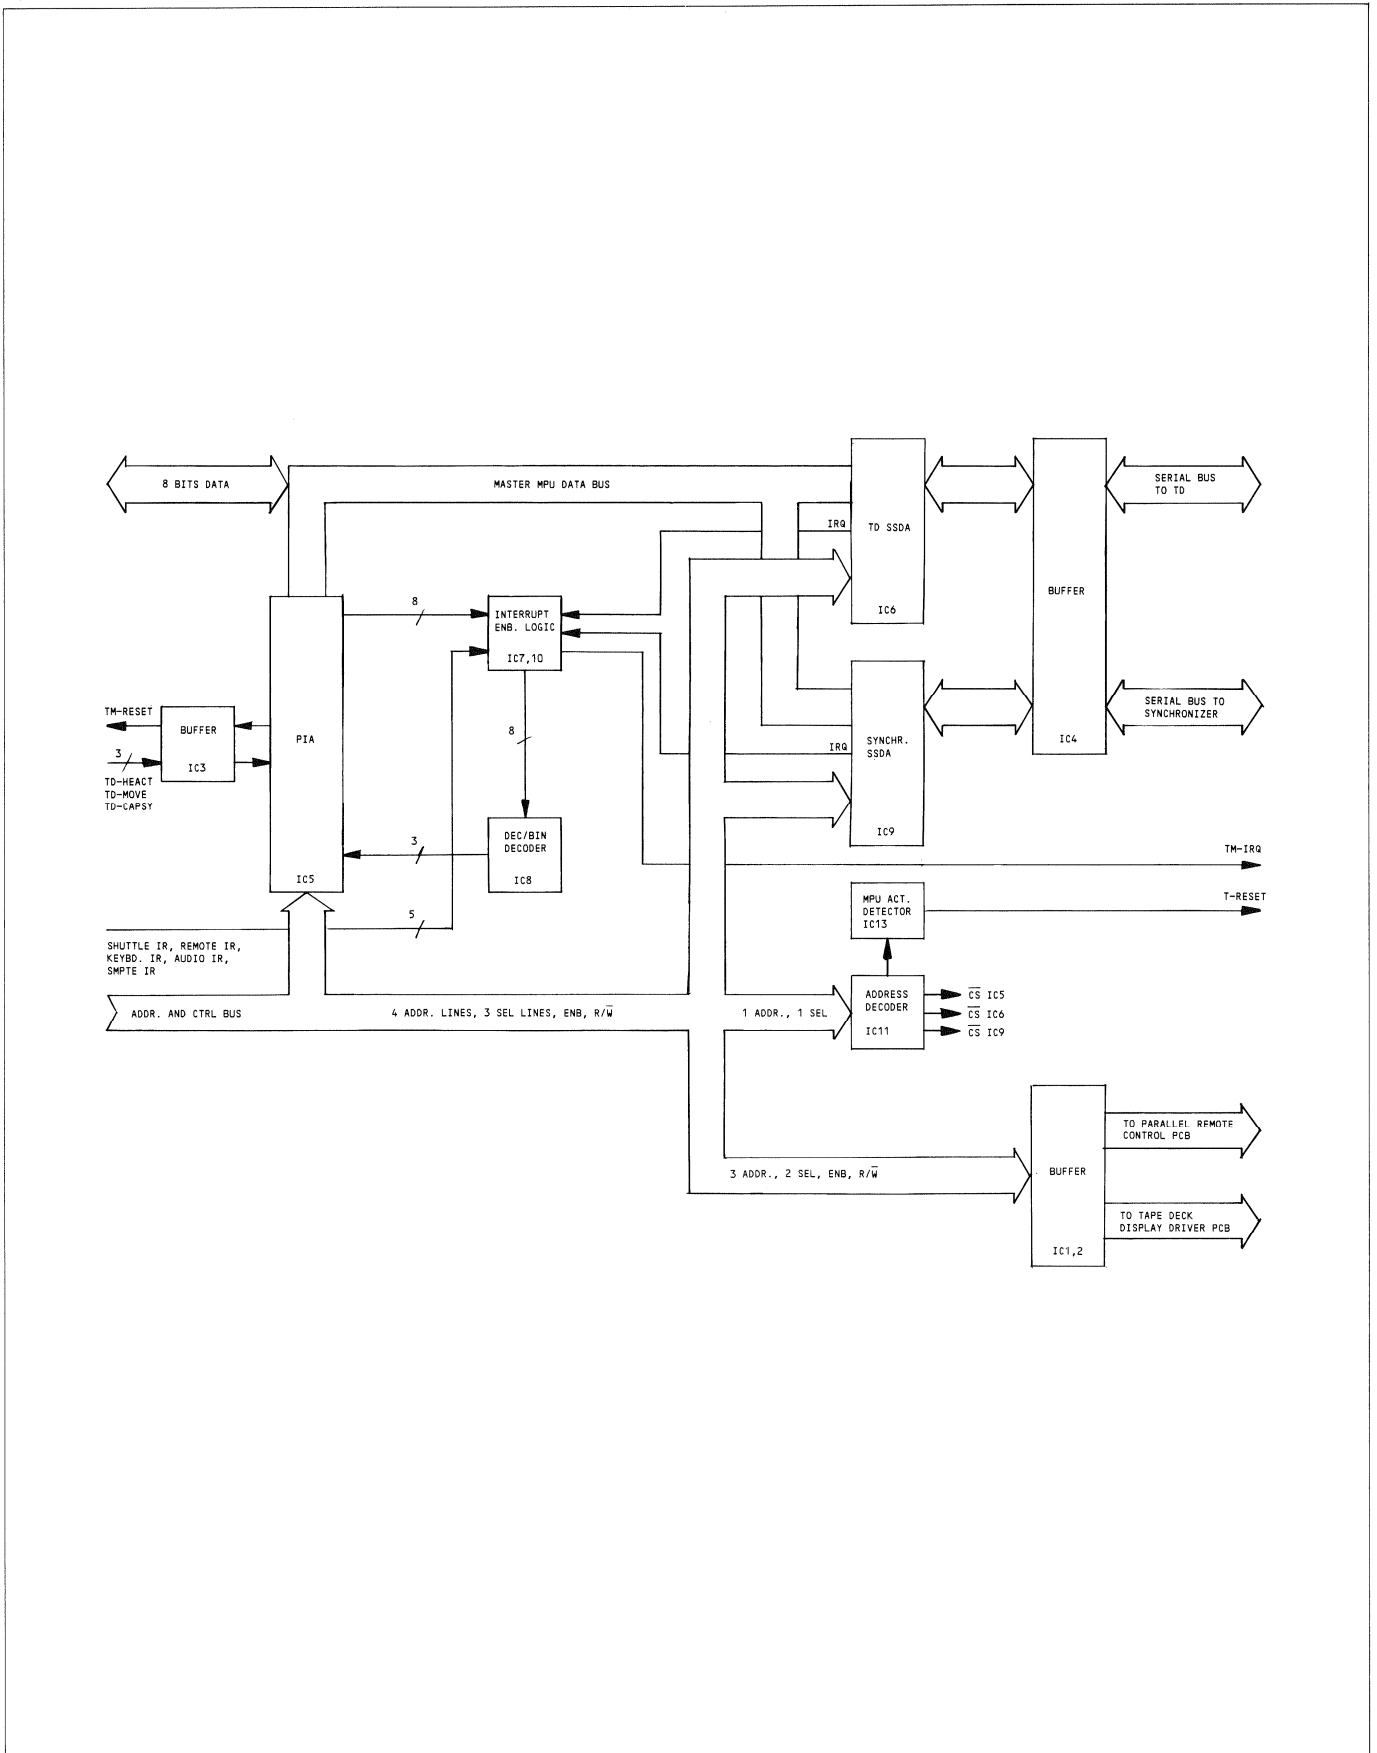 8 BITS DATA
MASTER MPU DATA BUS
IRQ
TD SSDA
IC6
SERIAL BUS
TO TD
BUFFER
IC4
8
INTERRUPT
ENB. LOGIC
IC7,10
TM-RESET
BUFFER
IC3
3
TD-HEACT
TD-MOVE
TD-CAPSY
PIA
IC5
8
IRQ
SYNCHR.
SSDA
IC9
SERIAL BUS TO
SYNCHRONIZER
3
DEC/BIN
DECODER
IC8
TM-IRQ
5
SHUTTLE IR, REMOTE IR,
KEYBD. IR, AUDIO IR,
SMPTE IR
MPU ACT.
DETECTOR
IC13
T-RESET
ADDR. AND CTRL BUS
4 ADDR. LINES, 3 SEL LINES, ENB, R/W̅
1 ADDR., 1 SEL
ADDRESS
DECODER
IC11
C̅S̅ IC5
C̅S̅ IC6
C̅S̅ IC9
3 ADDR., 2 SEL, ENB, R/W̅
BUFFER
IC1,2
TO PARALLEL REMOTE
CONTROL PCB
TO TAPE DECK
DISPLAY DRIVER PCB